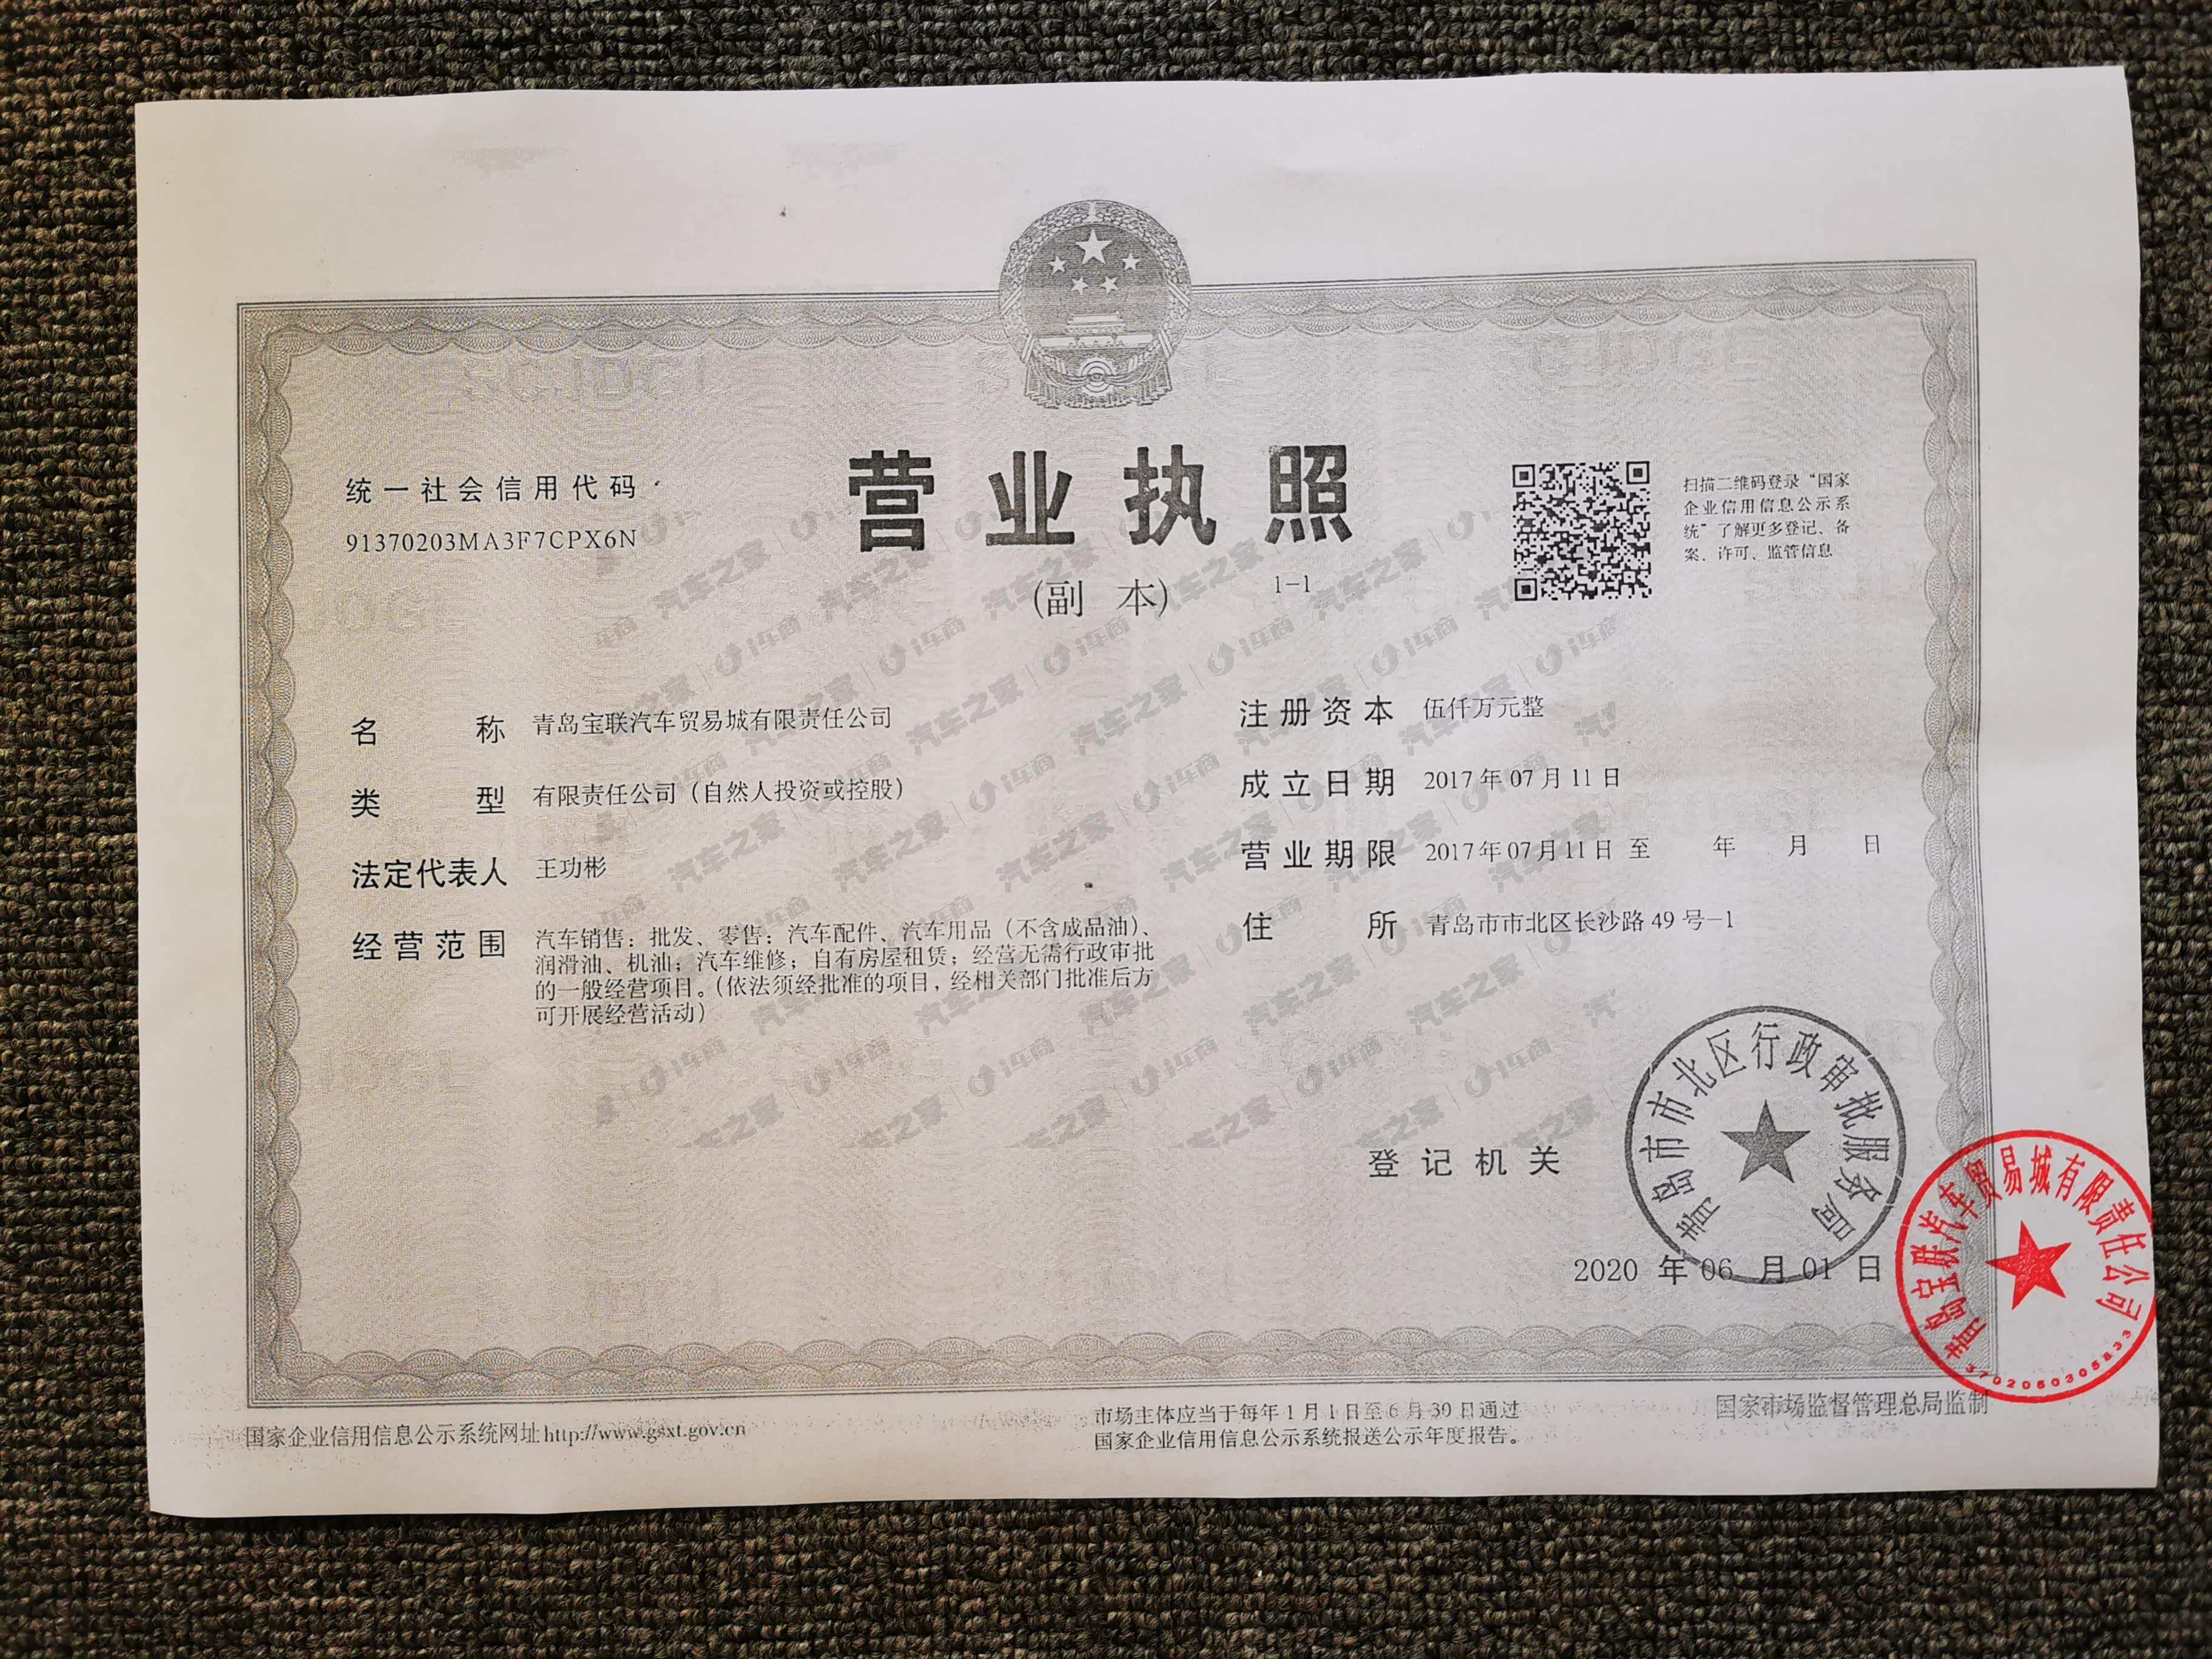 营业执照
(副 本) 1-1
统一社会信用代码
91370203MA3F7CPX6N
扫描二维码登录“国家
企业信用信息公示系
统”了解更多登记、备
案、许可、监管信息
名 称 青岛宝联汽车贸易城有限责任公司
类 型 有限责任公司（自然人投资或控股）
法定代表人 王功彬
经营范围 汽车销售；批发、零售：汽车配件、汽车用品（不含成品油）、
润滑油、机油；汽车维修；自有房屋租赁；经营无需行政审批
的一般经营项目。（依法须经批准的项目，经相关部门批准后方
可开展经营活动）
注册资本 伍仟万元整
成立日期 2017年07月11日
营业期限 2017年07月11日 至 年 月 日
住 所 青岛市市北区长沙路49号-1
登记机关
青岛市市北区行政审批服务局
2020 年 06 月 01 日
青岛宝联汽车贸易城有限责任公司
3702060305833
国家企业信用信息公示系统网址http://www.gsxt.gov.cn
市场主体应当于每年1月1日至6月30日通过
国家企业信用信息公示系统报送公示年度报告。
国家市场监督管理总局监制
汽车之家 | i车商